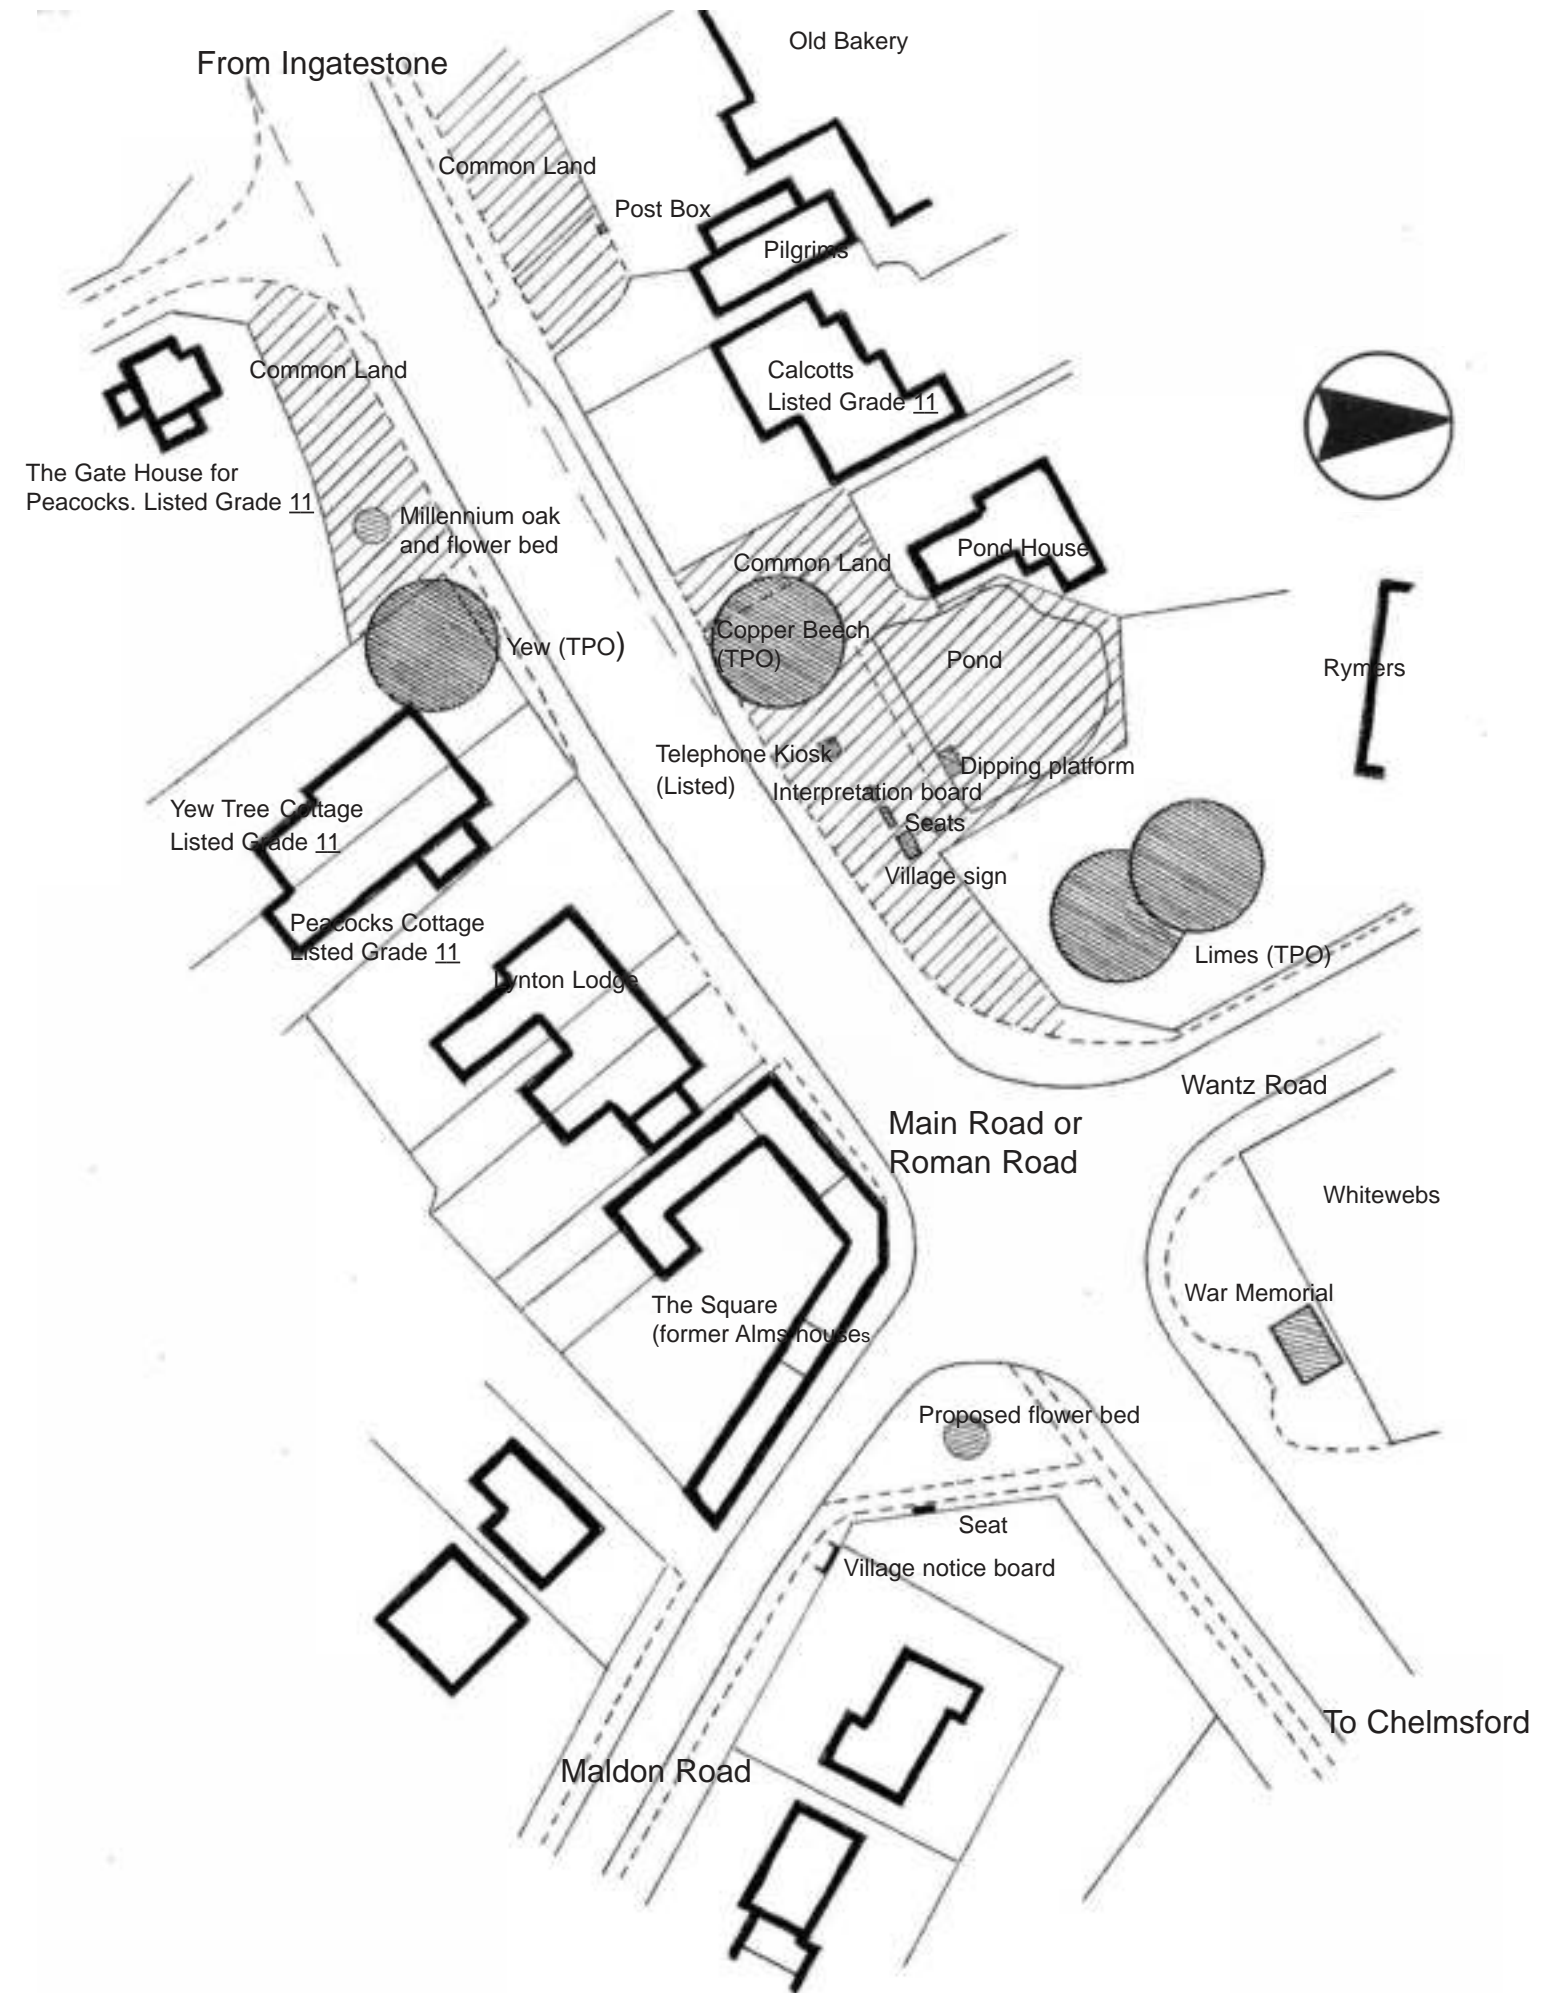 Old Bakery
From Ingatestone
Common Land
Post Box
Pilgrims
Common Land
Calcotts
Listed Grade 11
The Gate House for
Peacocks. Listed Grade 11
Millennium oak
and flower bed
Common Land
Pond House
Copper Beech
(TPO)
Yew (TPO)
Pond
Rymers
Telephone Kiosk
(Listed)
Dipping platform
Interpretation board
Seats
Yew Tree Cottage
Listed Grade 11
Village sign
Peacocks Cottage
Listed Grade 11
Lynton Lodge
Limes (TPO)
Wantz Road
Main Road or
Roman Road
Whitewebs
War Memorial
The Square
(former Alms houses
Proposed flower bed
Seat
Village notice board
To Chelmsford
Maldon Road